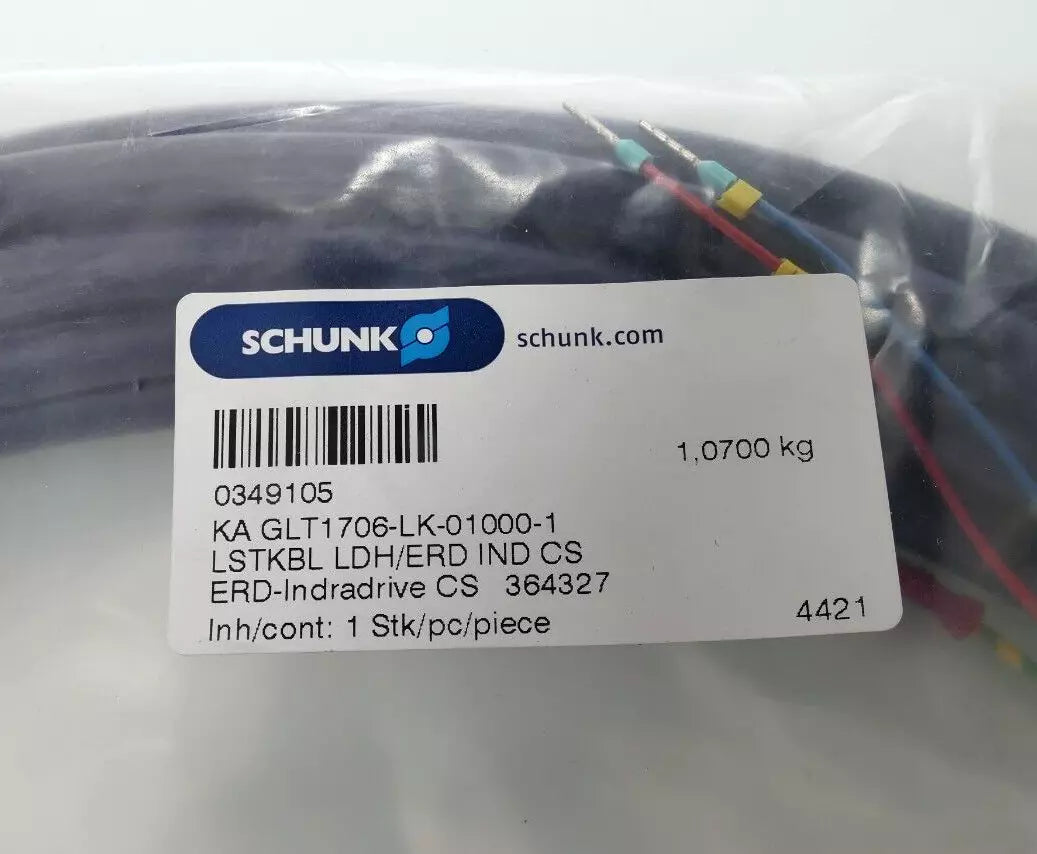 SCHUNK schunk.com
1,0700 kg
0349105
KA GLT1706-LK-01000-1
LSTKBL LDH/ERD IND CS
ERD-Indradrive CS 364327
Inh/cont: 1 Stk/pc/piece
4421